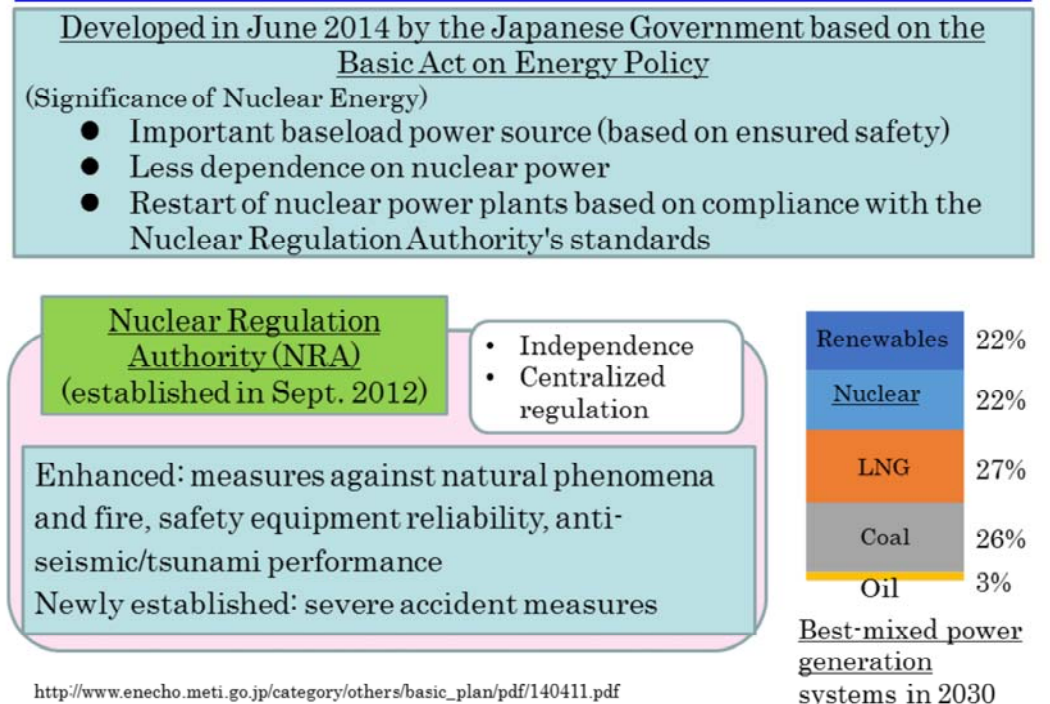 Developed in June 2014 by the Japanese Government based on the
Basic Act on Energy Policy
(Significance of Nuclear Energy)
● Important baseload power source (based on ensured safety)
● Less dependence on nuclear power
● Restart of nuclear power plants based on compliance with the
Nuclear Regulation Authority's standards
Nuclear Regulation
Authority (NRA)
(established in Sept. 2012)
• Independence
• Centralized
regulation
Enhanced: measures against natural phenomena
and fire, safety equipment reliability, anti-
seismic/tsunami performance
Newly established: severe accident measures
Renewables 22%
Nuclear 22%
LNG 27%
Coal 26%
Oil 3%
Best-mixed power
generation
systems in 2030
http://www.enecho.meti.go.jp/category/others/basic_plan/pdf/140411.pdf